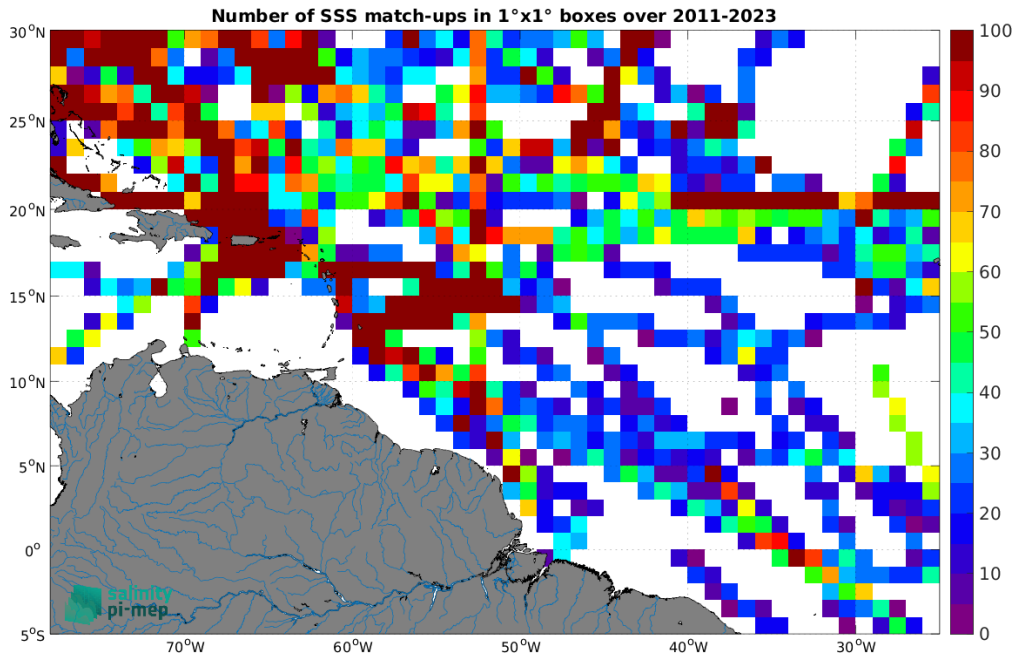 Number of SSS match-ups in 1°x1° boxes over 2011-2023
30°N
25°N
20°N
15°N
10°N
5°N
0°
5°S
70°W
60°W
50°W
40°W
30°W
100
90
80
70
60
50
40
30
20
10
0
salinity
pi-mep